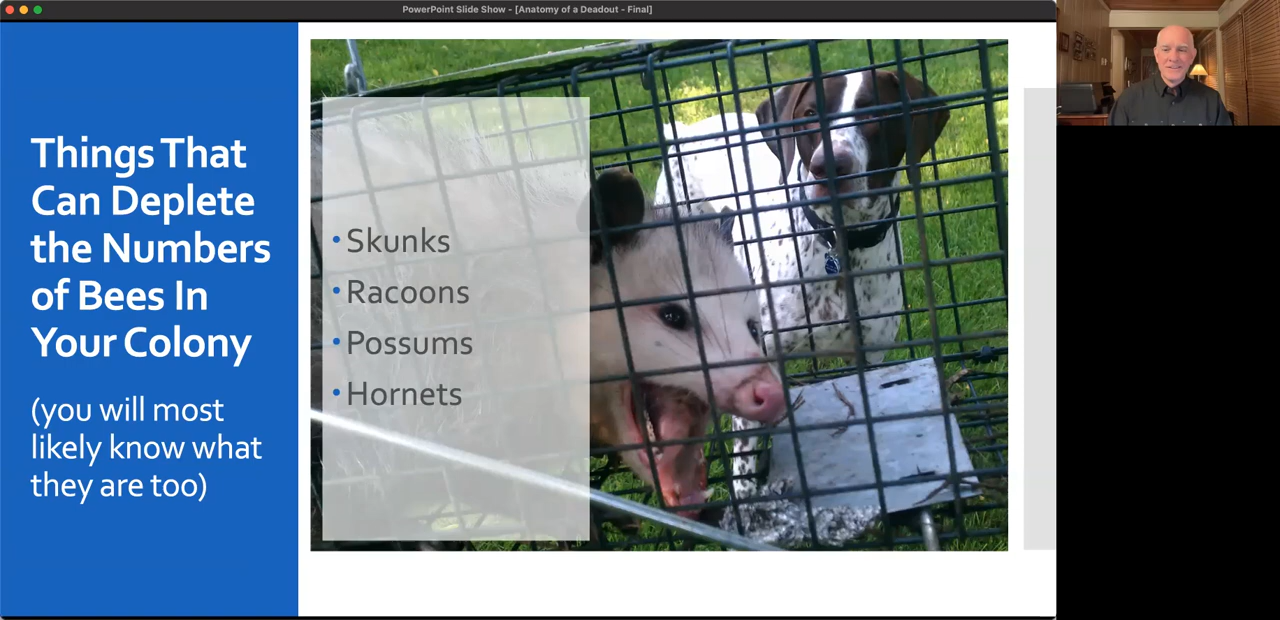 PowerPoint Slide Show - [Anatomy of a Deadout - Final]
Things That
Can Deplete
the Numbers
of Bees In
Your Colony
(you will most
likely know what
they are too)
• Skunks
• Racoons
• Possums
• Hornets